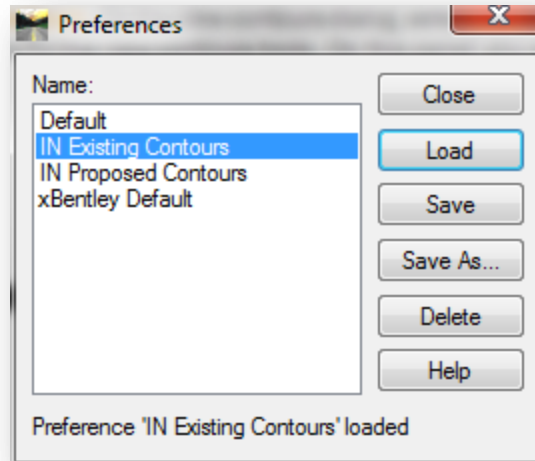 Preferences
Name:
Default
IN Existing Contours
IN Proposed Contours
xBentley Default
Close
Load
Save
Save As...
Delete
Help
Preference 'IN Existing Contours' loaded